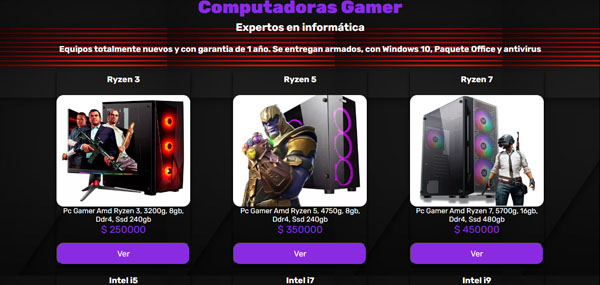 Computadoras Gamer
Expertos en informática
Equipos totalmente nuevos y con garantia de 1 año. Se entregan armados, con Windows 10, Paquete Office y antivirus
Ryzen 3
Ryzen 5
Ryzen 7
Pc Gamer Amd Ryzen 3, 3200g, 8gb,
Ddr4, Ssd 240gb
$ 250000
Ver
Pc Gamer Amd Ryzen 5, 4750g, 8gb,
Ddr4, Ssd 240gb
$ 350000
Ver
Pc Gamer Amd Ryzen 7, 5700g, 16gb,
Ddr4, Ssd 480gb
$ 450000
Ver
Intel i5
Intel i7
Intel i9